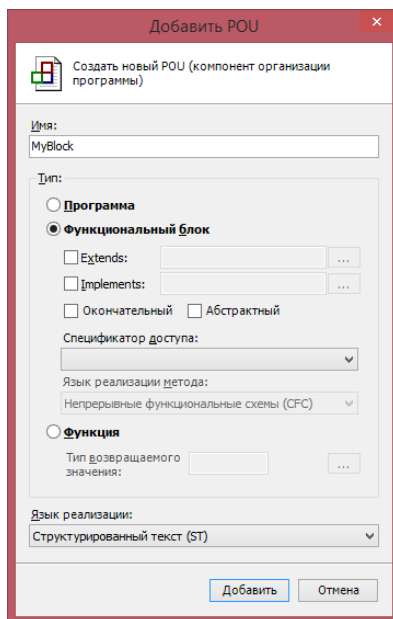 Добавить POU
Создать новый POU (компонент организации
программы)
Имя:
MyBlock
Тип:
Программа
Функциональный блок
Extends:
...
Implements:
...
Окончательный Абстрактный
Спецификатор доступа:
Язык реализации метода:
Непрерывные функциональные схемы (CFC)
Функция
Тип возвращаемого
значения:
...
Язык реализации:
Структурированный текст (ST)
Добавить Отмена